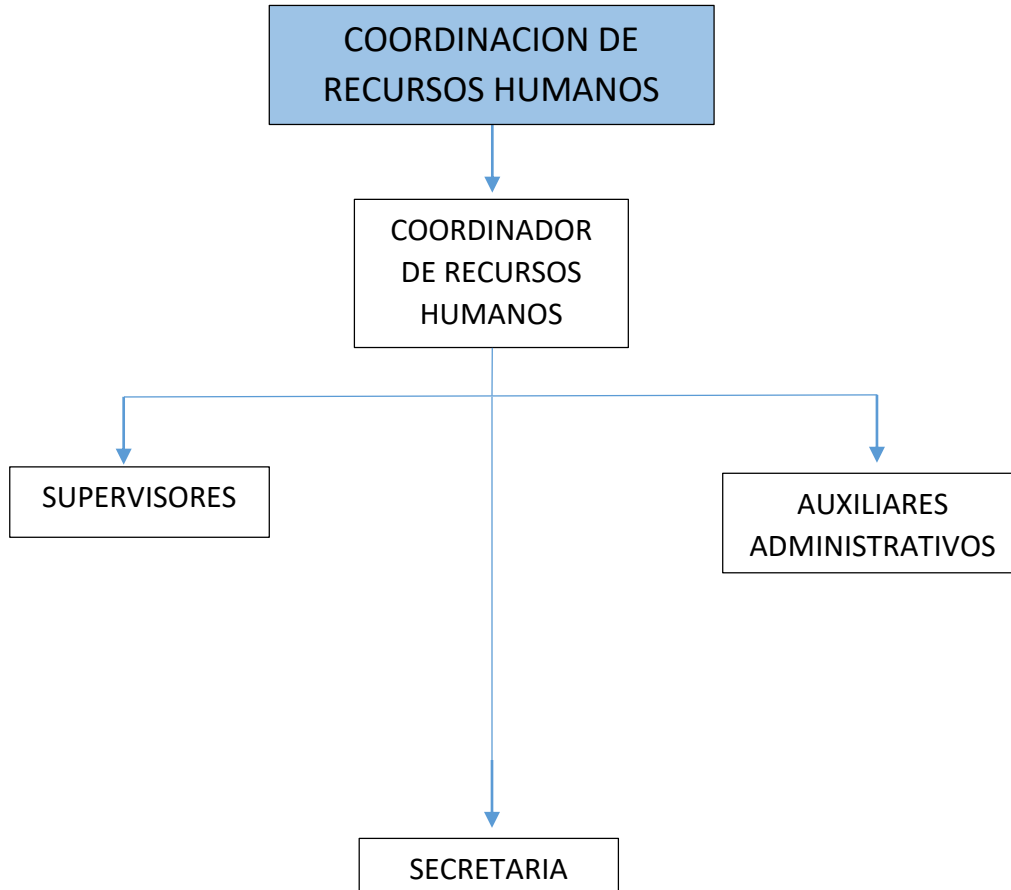 COORDINACION DE
RECURSOS HUMANOS
COORDINADOR
DE RECURSOS
HUMANOS
SUPERVISORES
AUXILIARES
ADMINISTRATIVOS
SECRETARIA